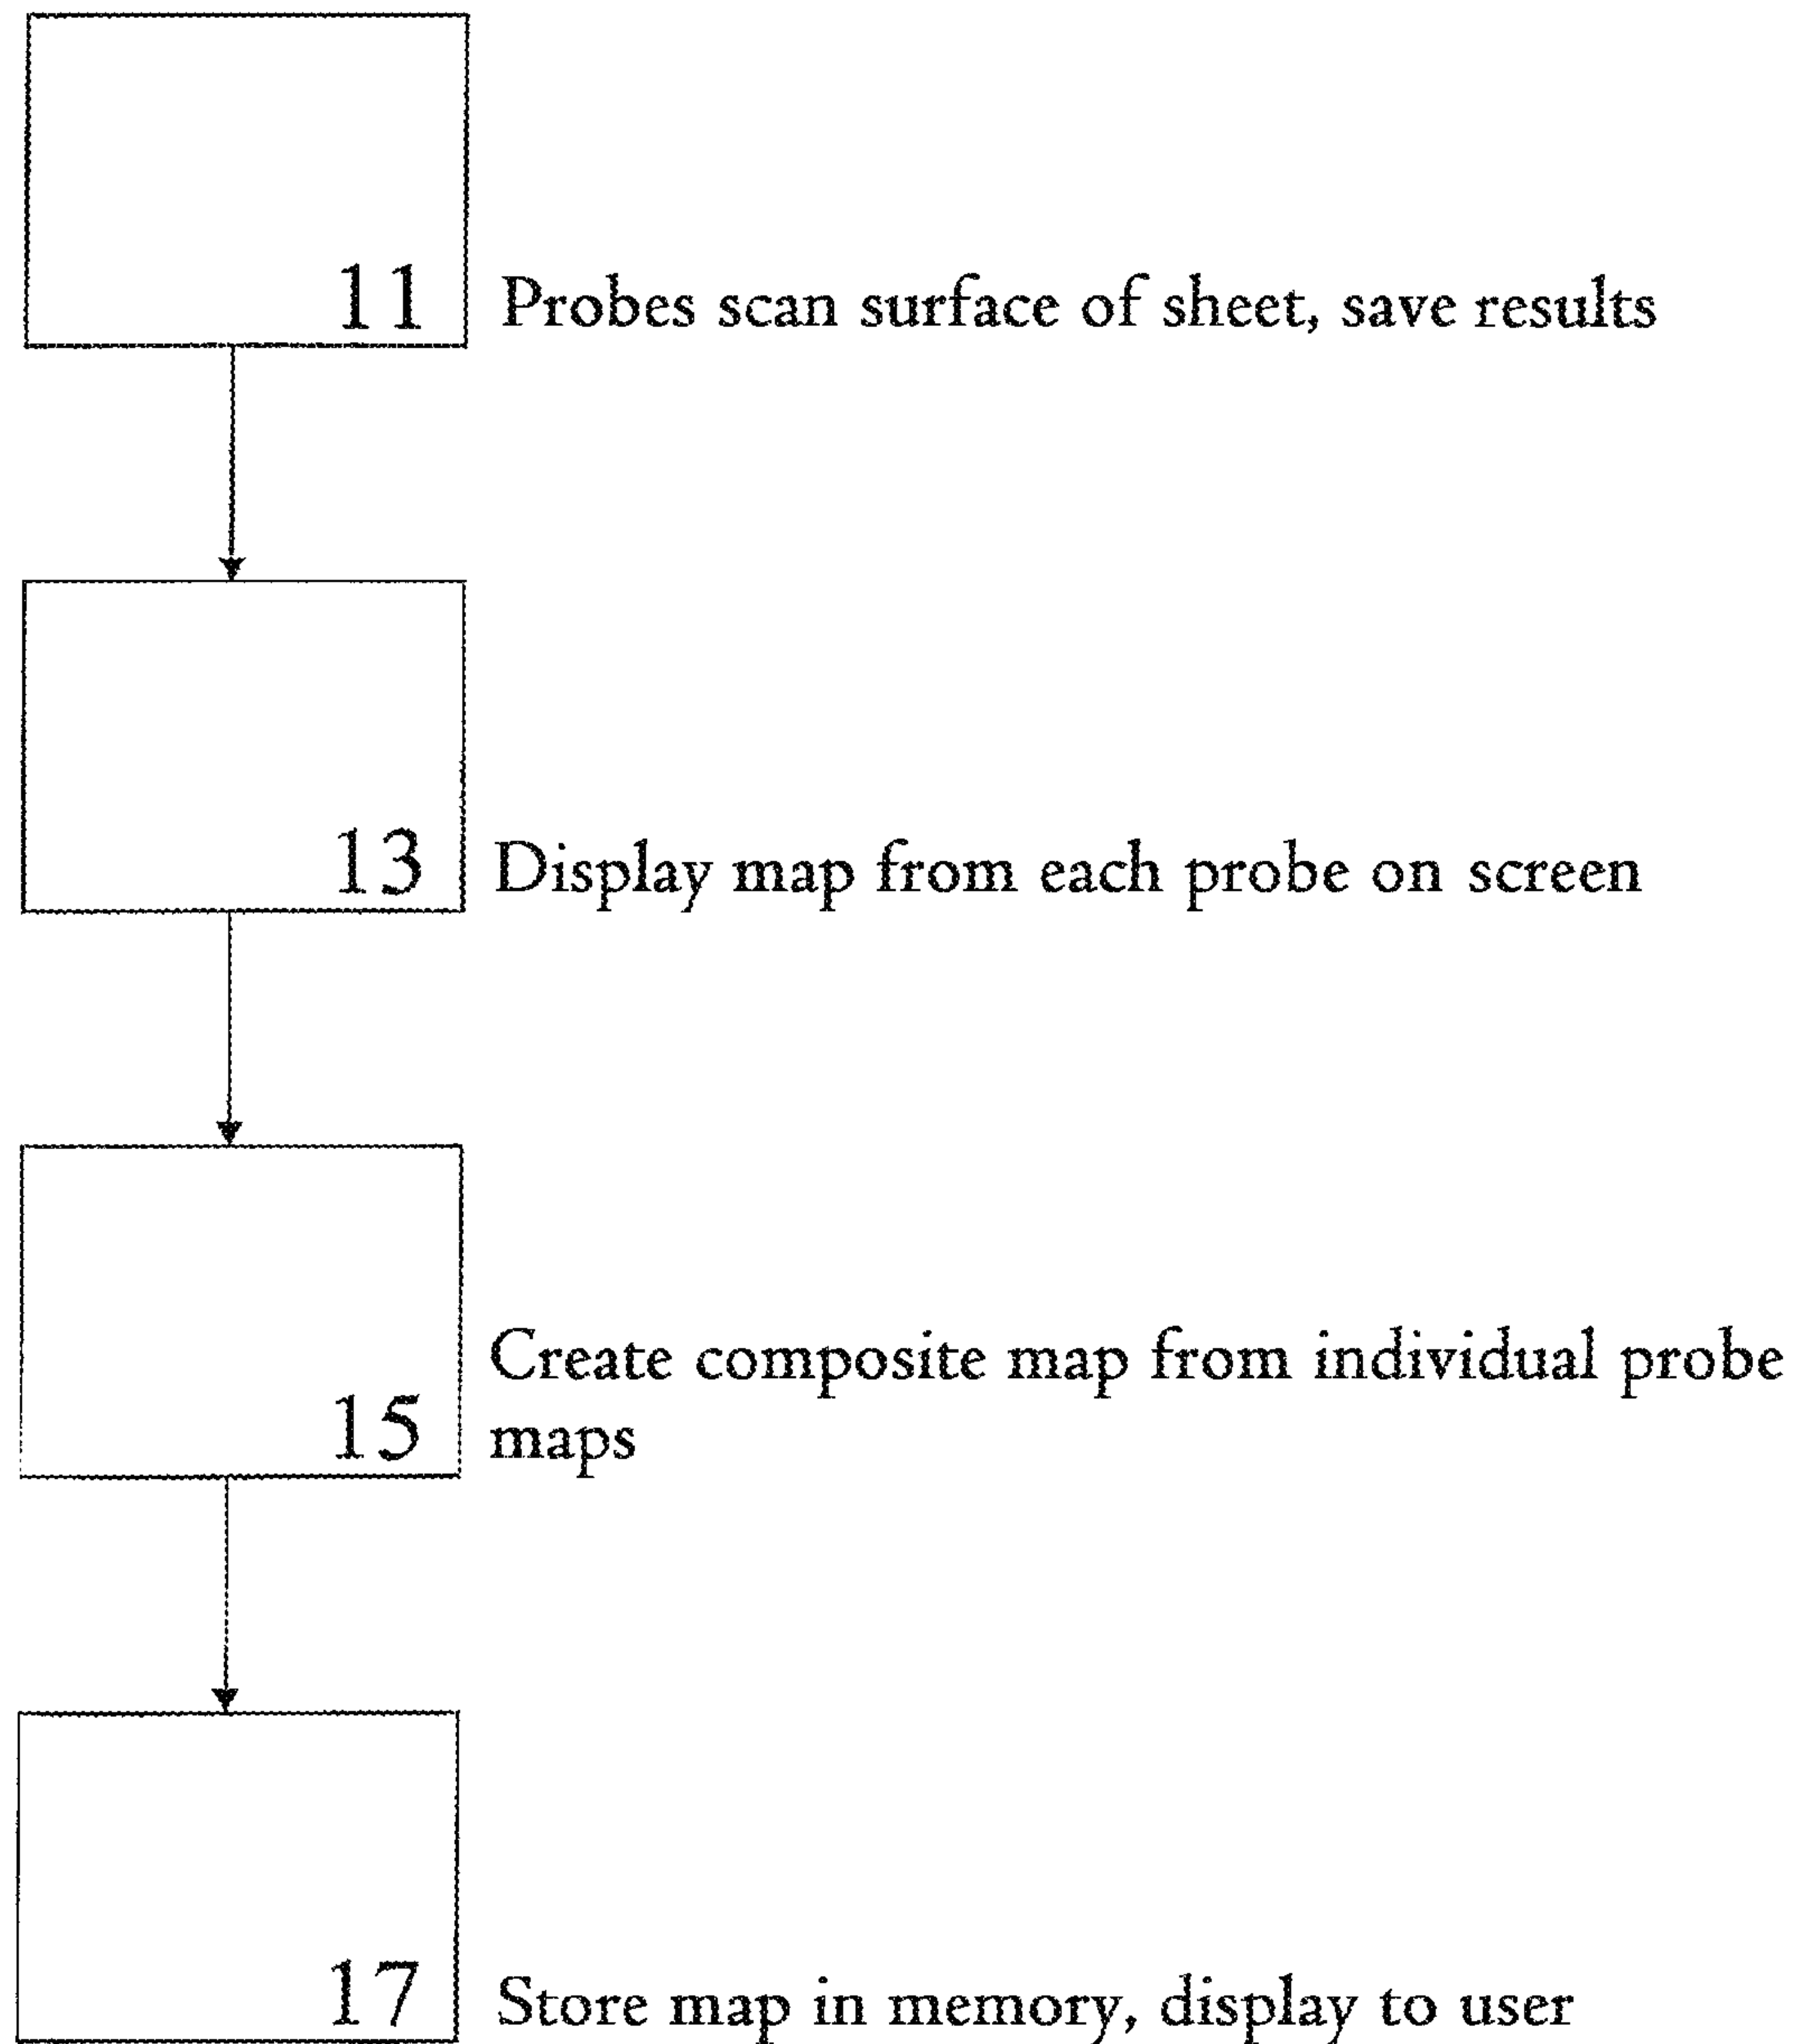 11 Probes scan surface of sheet, save results
13 Display map from each probe on screen
Create composite map from individual probe
15 maps
17 Store map in memory, display to user